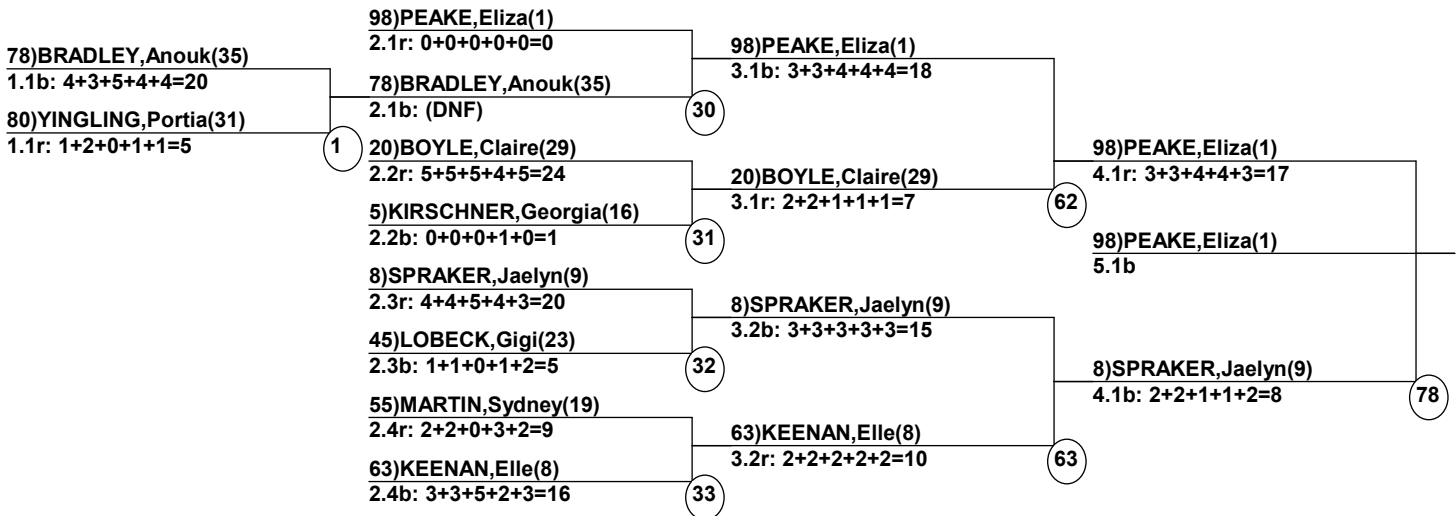 78)BRADLEY,Anouk(35)
1.1b: 4+3+5+4+4=20
80)YINGLING,Portia(31)
1.1r: 1+2+0+1+1=5
1
98)PEAKE,Eliza(1)
2.1r: 0+0+0+0+0=0
78)BRADLEY,Anouk(35)
2.1b: (DNF)
30
20)BOYLE,Claire(29)
2.2r: 5+5+5+4+5=24
5)KIRSCHNER,Georgia(16)
2.2b: 0+0+0+1+0=1
31
8)SPRAKER,Jaelyn(9)
2.3r: 4+4+5+4+3=20
45)LOBECK,Gigi(23)
2.3b: 1+1+0+1+2=5
32
55)MARTIN,Sydney(19)
2.4r: 2+2+0+3+2=9
63)KEENAN,Elle(8)
2.4b: 3+3+5+2+3=16
33
98)PEAKE,Eliza(1)
3.1b: 3+3+4+4+4=18
20)BOYLE,Claire(29)
3.1r: 2+2+1+1+1=7
62
8)SPRAKER,Jaelyn(9)
3.2b: 3+3+3+3+3=15
63)KEENAN,Elle(8)
3.2r: 2+2+2+2+2=10
63
98)PEAKE,Eliza(1)
4.1r: 3+3+4+4+3=17
98)PEAKE,Eliza(1)
5.1b
8)SPRAKER,Jaelyn(9)
4.1b: 2+2+1+1+2=8
78